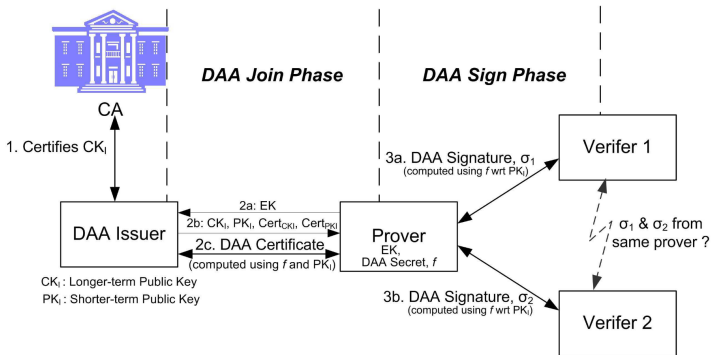 DAA Join Phase
DAA Sign Phase
CA
1. Certifies CKI
3a. DAA Signature, σ1
(computed using f wrt PKI)
Verifer 1
2a: EK
2b: CKI, PKI, CertCKI, CertPKI
DAA Issuer
2c. DAA Certificate
(computed using f and PKI)
Prover
EK,
DAA Secret, f
σ1 & σ2 from
same prover ?
CKI : Longer-term Public Key
PKI : Shorter-term Public Key
3b. DAA Signature, σ2
(computed using f wrt PKI)
Verifer 2